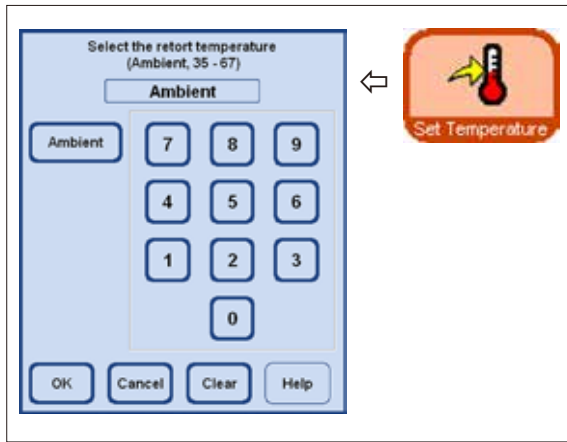 Select the retort temperature
(Ambient, 35 - 67)
Ambient
Ambient
7 8 9
4 5 6
1 2 3
0
OK Cancel Clear Help
Set Temperature